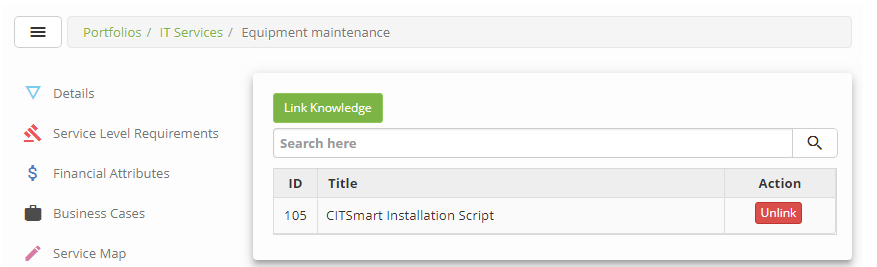 Portfolios / IT Services / Equipment maintenance
Details
Service Level Requirements
Financial Attributes
Business Cases
Service Map
Link Knowledge
Search here
ID Title Action
105 CITSmart Installation Script Unlink